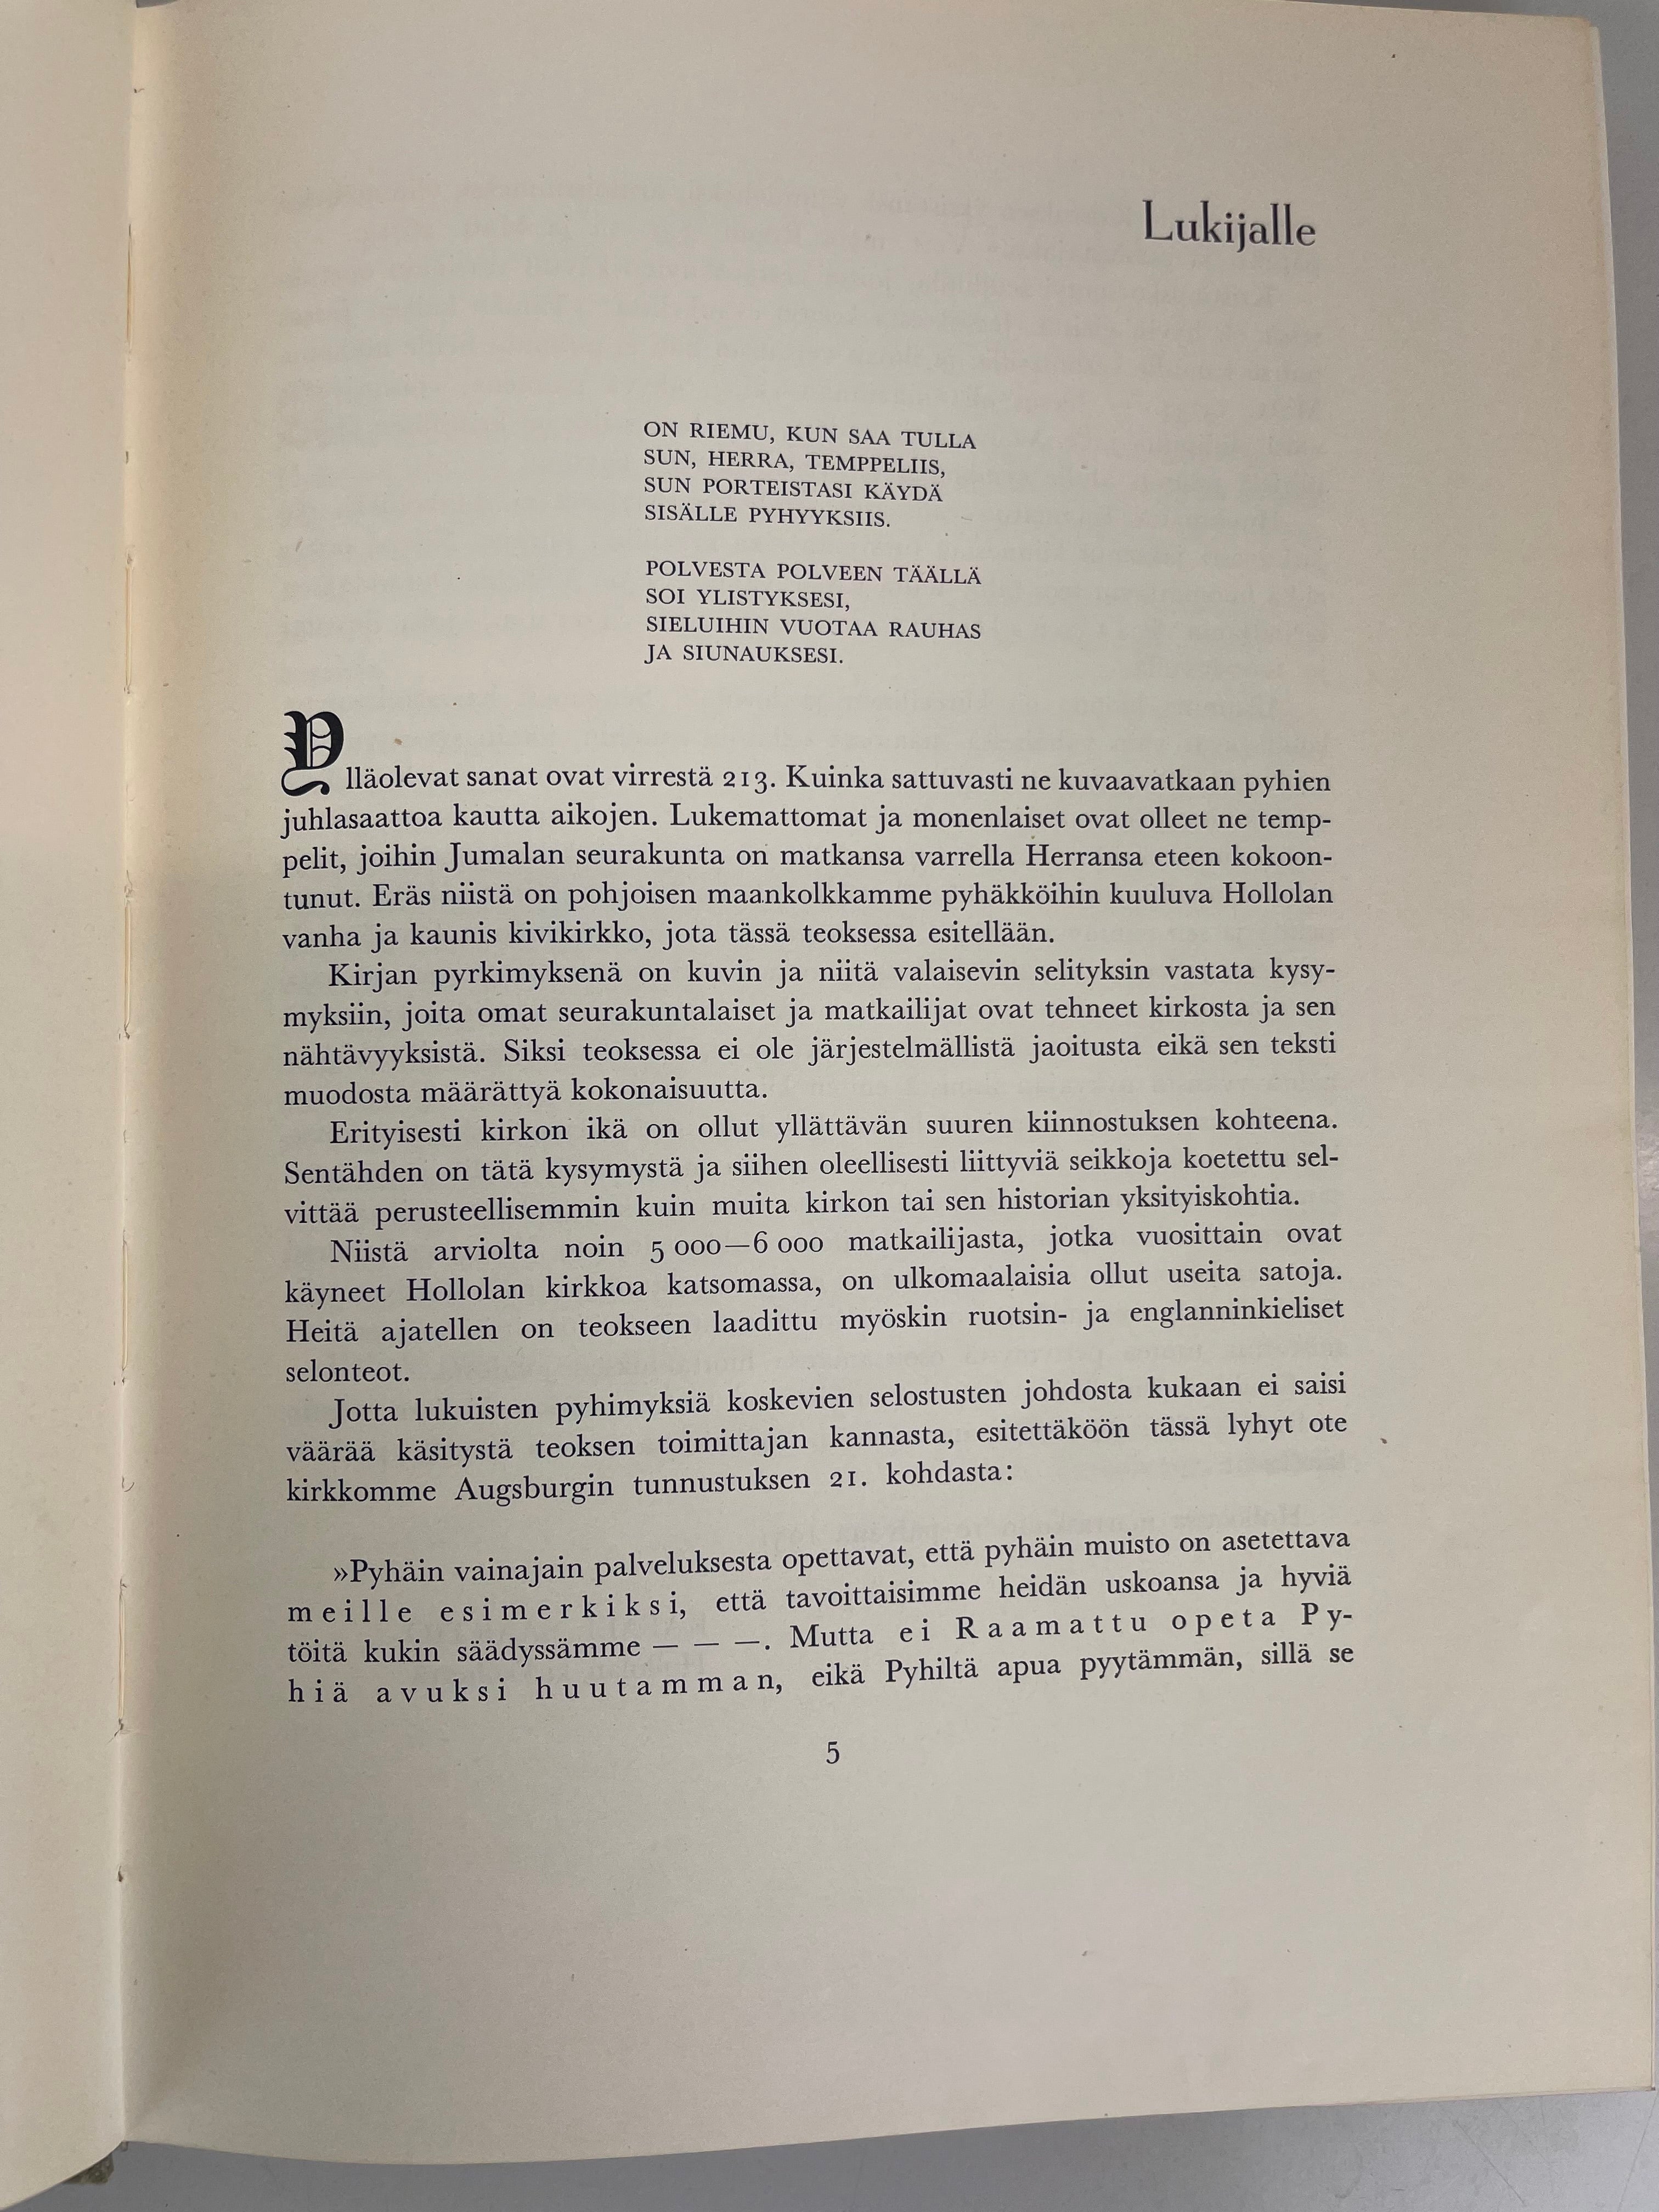 Lukijalle
ON RIEMU, KUN SAA TULLA
SUN, HERRA, TEMPPELIIS,
SUN PORTEISTASI KÄYDÄ
SISÄLLE PYHYYKSIIS.
POLVESTA POLVEEN TÄÄLLÄ
SOI YLISTYKSESI,
SIELUIHIN VUOTAA RAUHAS
JA SIUNAUKSESI.
Ylläolevat sanat ovat virrestä 213. Kuinka sattuvasti ne kuvaavatkaan pyhien
juhlasaattoa kautta aikojen. Lukemattomat ja monenlaiset ovat olleet ne temp-
pelit, joihin Jumalan seurakunta on matkansa varrella Herransa eteen kokoon-
tunut. Eräs niistä on pohjoisen maankolkkamme pyhäkköihin kuuluva Hollolan
vanha ja kaunis kivikirkko, jota tässä teoksessa esitellään.
Kirjan pyrkimyksenä on kuvin ja niitä valaisevin selityksin vastata kysy-
myksiin, joita omat seurakuntalaiset ja matkailijat ovat tehneet kirkosta ja sen
nähtävyyksistä. Siksi teoksessa ei ole järjestelmällistä jaoitusta eikä sen teksti
muodosta määrättyä kokonaisuutta.
Erityisesti kirkon ikä on ollut yllättävän suuren kiinnostuksen kohteena.
Sentähden on tätä kysymystä ja siihen oleellisesti liittyviä seikkoja koetettu sel-
vittää perusteellisemmin kuin muita kirkon tai sen historian yksityiskohtia.
Niistä arviolta noin 5 000—6 000 matkailijasta, jotka vuosittain ovat
käyneet Hollolan kirkkoa katsomassa, on ulkomaalaisia ollut useita satoja.
Heitä ajatellen on teokseen laadittu myöskin ruotsin- ja englanninkieliset
selonteot.
Jotta lukuisten pyhimyksiä koskevien selostusten johdosta kukaan ei saisi
väärää käsitystä teoksen toimittajan kannasta, esitettäköön tässä lyhyt ote
kirkkomme Augsburgin tunnustuksen 21. kohdasta:
»Pyhäin vainajain palveluksesta opettavat, että pyhäin muisto on asetettava
meille esimerkiksi, että tavoittaisimme heidän uskoansa ja hyviä
töitä kukin säädyssämme — — —. Mutta ei Raamattu opeta Py-
hiä avuksi huutamman, eikä Pyhiltä apua pyytämmän, sillä se
5